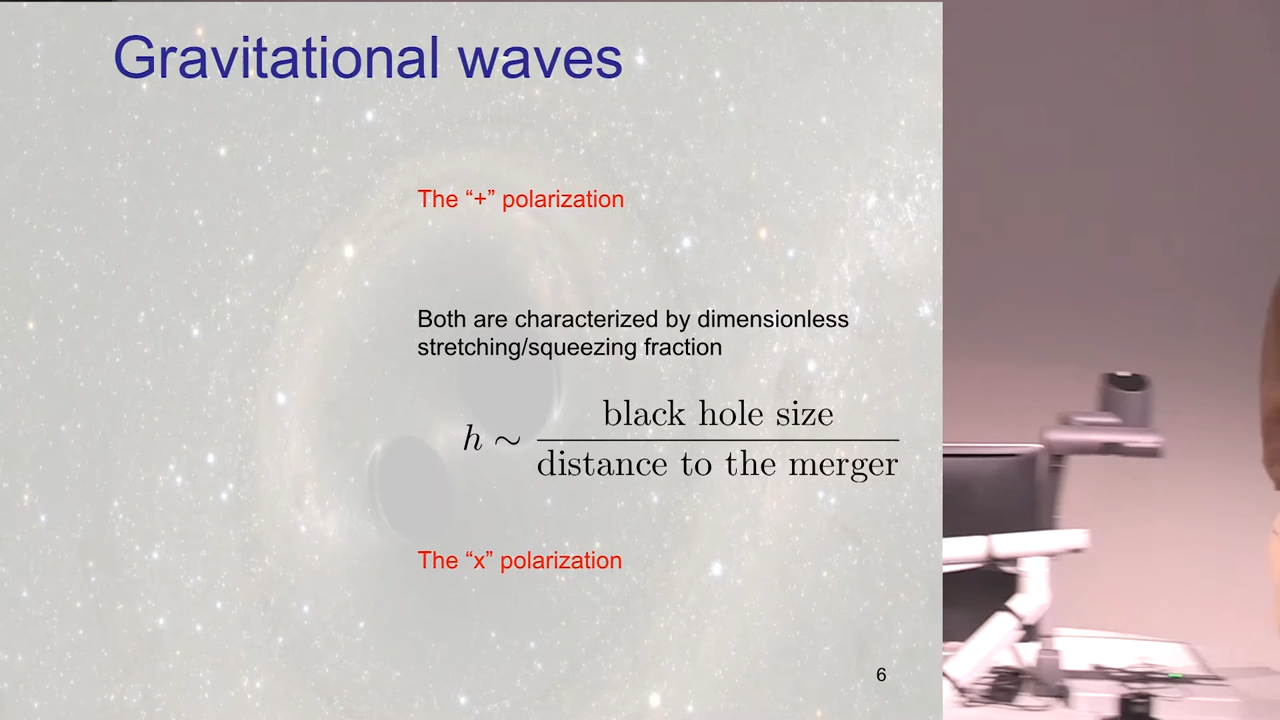 Gravitational waves
The “+” polarization
Both are characterized by dimensionless
stretching/squeezing fraction
h ~ black hole size / distance to the merger
The “x” polarization
6